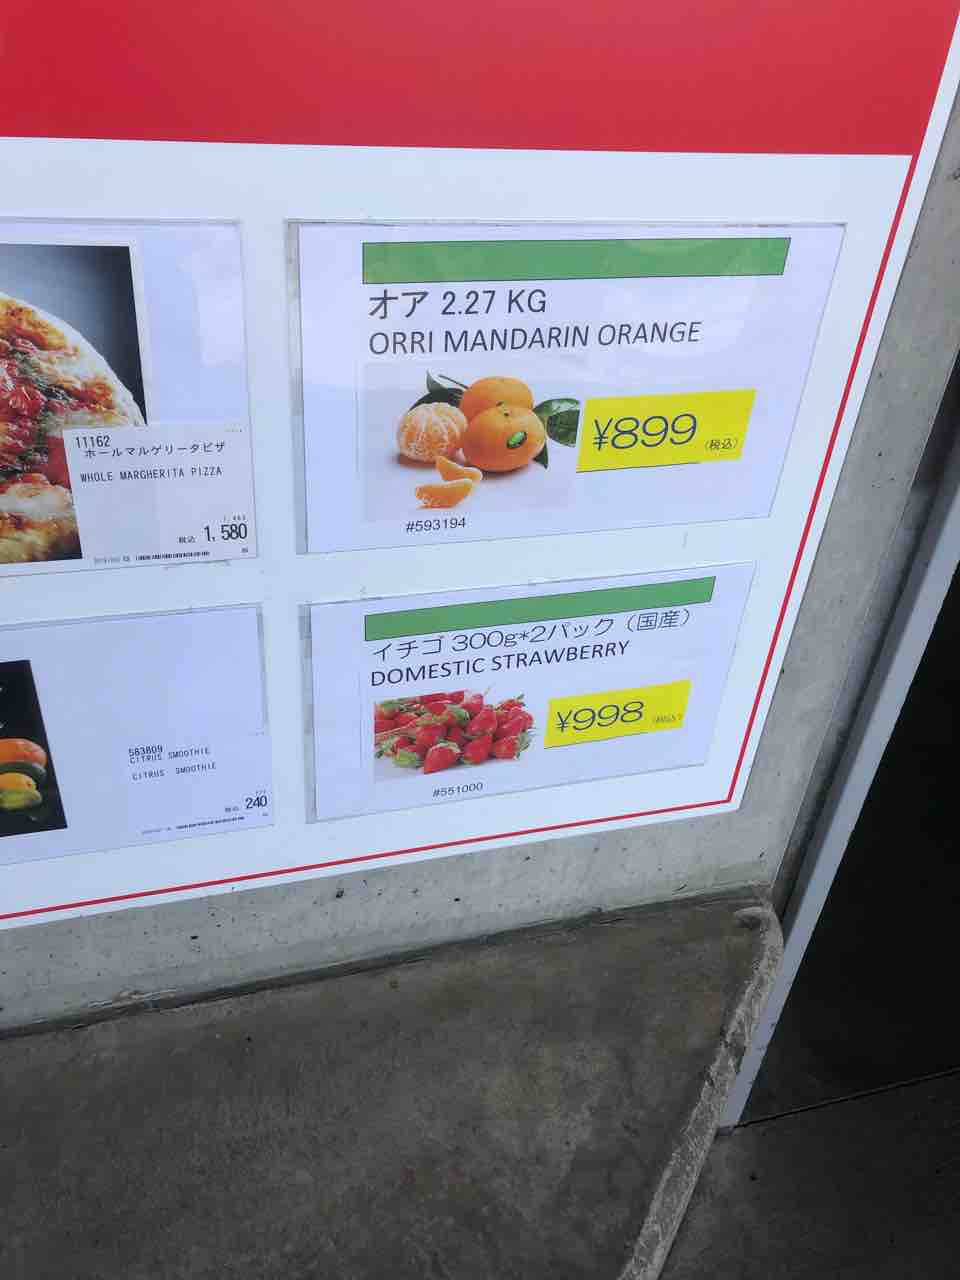 オア 2.27 KG
ORRI MANDARIN ORANGE
¥899
(税込)
#593194
11162
ホールマルゲリータピザ
WHOLE MARGHERITA PIZZA
税込 1,580
イチゴ 300g*2パック（国産）
DOMESTIC STRAWBERRY
¥998
#551000
583809
CITRUS SMOOTHIE
CITRUS SMOOTHIE
税込 240